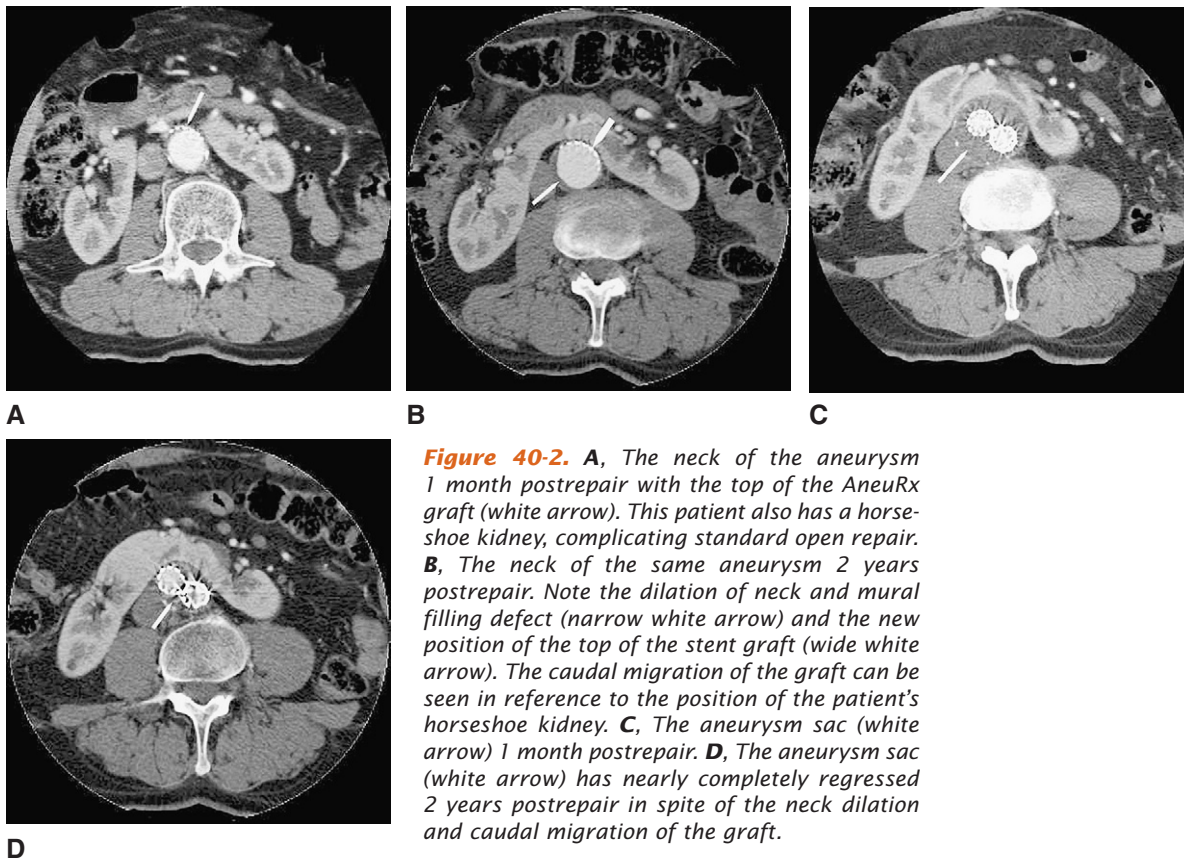 A
B
C
D
Figure 40-2. A, The neck of the aneurysm
1 month postrepair with the top of the AneuRx
graft (white arrow). This patient also has a horse-
shoe kidney, complicating standard open repair.
B, The neck of the same aneurysm 2 years
postrepair. Note the dilation of neck and mural
filling defect (narrow white arrow) and the new
position of the top of the stent graft (wide white
arrow). The caudal migration of the graft can be
seen in reference to the position of the patient's
horseshoe kidney. C, The aneurysm sac (white
arrow) 1 month postrepair. D, The aneurysm sac
(white arrow) has nearly completely regressed
2 years postrepair in spite of the neck dilation
and caudal migration of the graft.